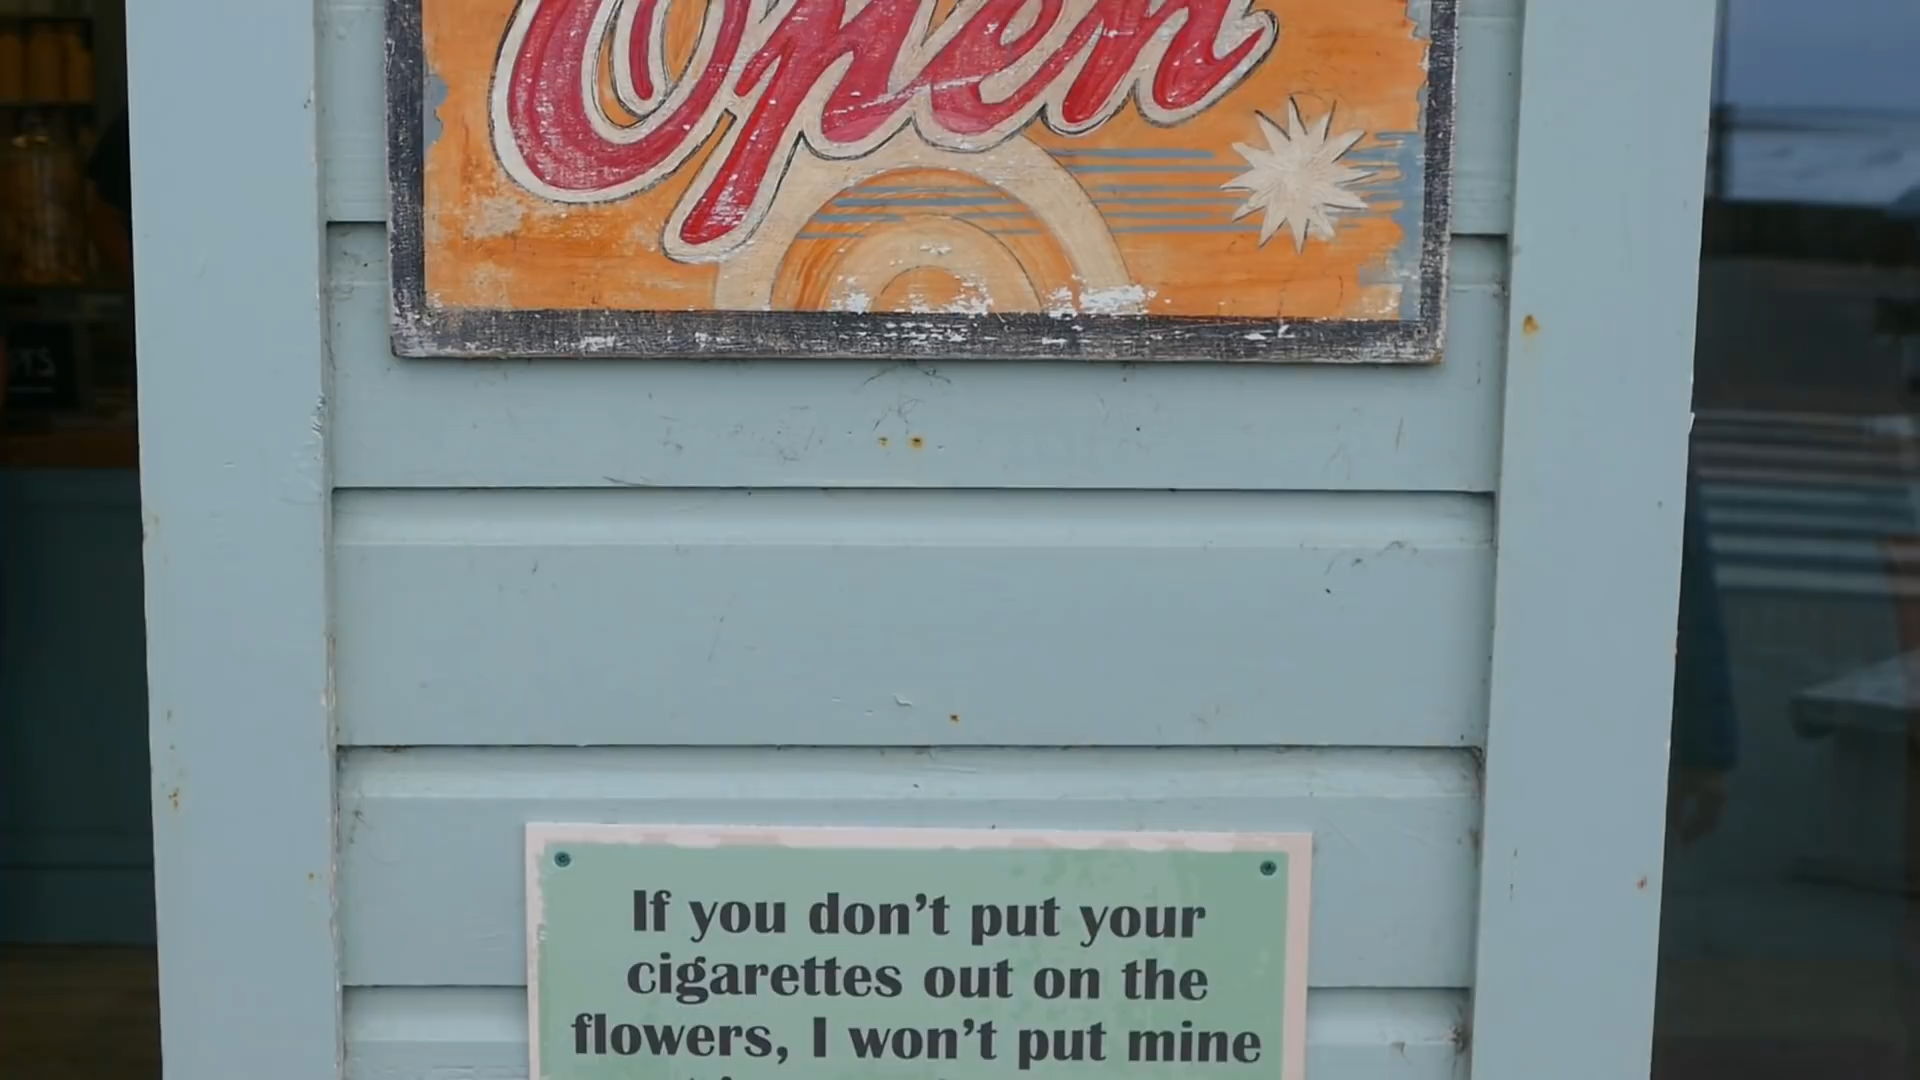 Open
If you don't put your
cigarettes out on the
flowers, I won't put mine